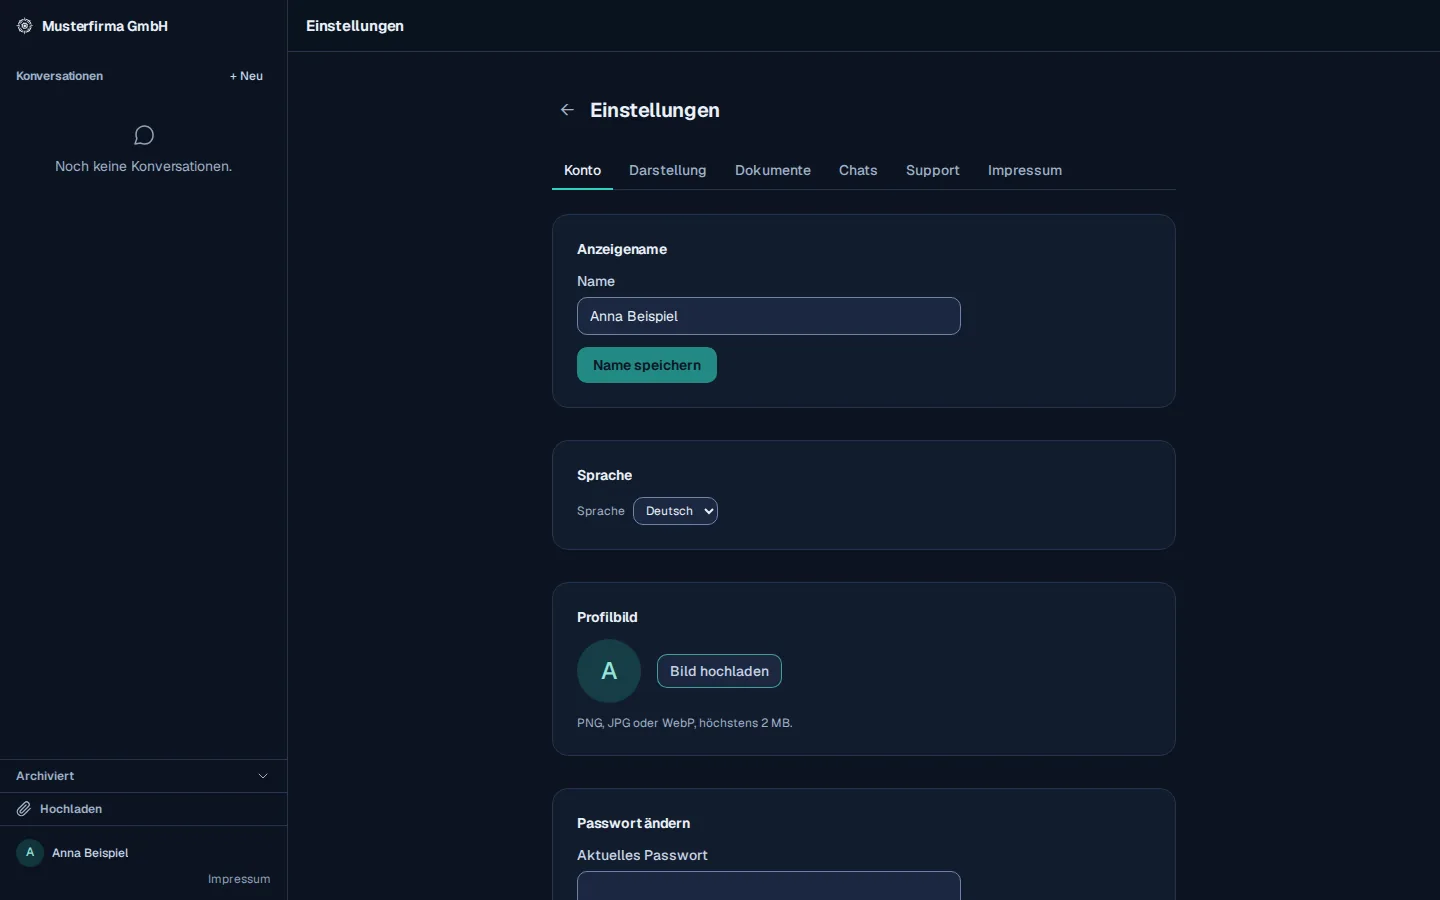 Musterfirma GmbH
Einstellungen
Konversationen
+ Neu
Noch keine Konversationen.
Einstellungen
Konto
Darstellung
Dokumente
Chats
Support
Impressum
Anzeigename
Name
Anna Beispiel
Name speichern
Sprache
Sprache
Deutsch
Profilbild
A
Bild hochladen
PNG, JPG oder WebP, höchstens 2 MB.
Passwort ändern
Aktuelles Passwort
Archiviert
Hochladen
A
Anna Beispiel
Impressum